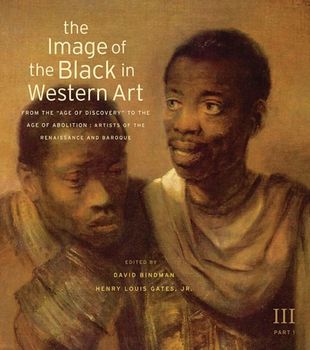 the
Image of
the Black in
Western Art
FROM THE "AGE OF DISCOVERY" TO THE
AGE OF ABOLITION : ARTISTS OF THE
RENAISSANCE AND BAROQUE
EDITED BY
DAVID BINDMAN
HENRY LOUIS GATES, JR.
III
PART 1